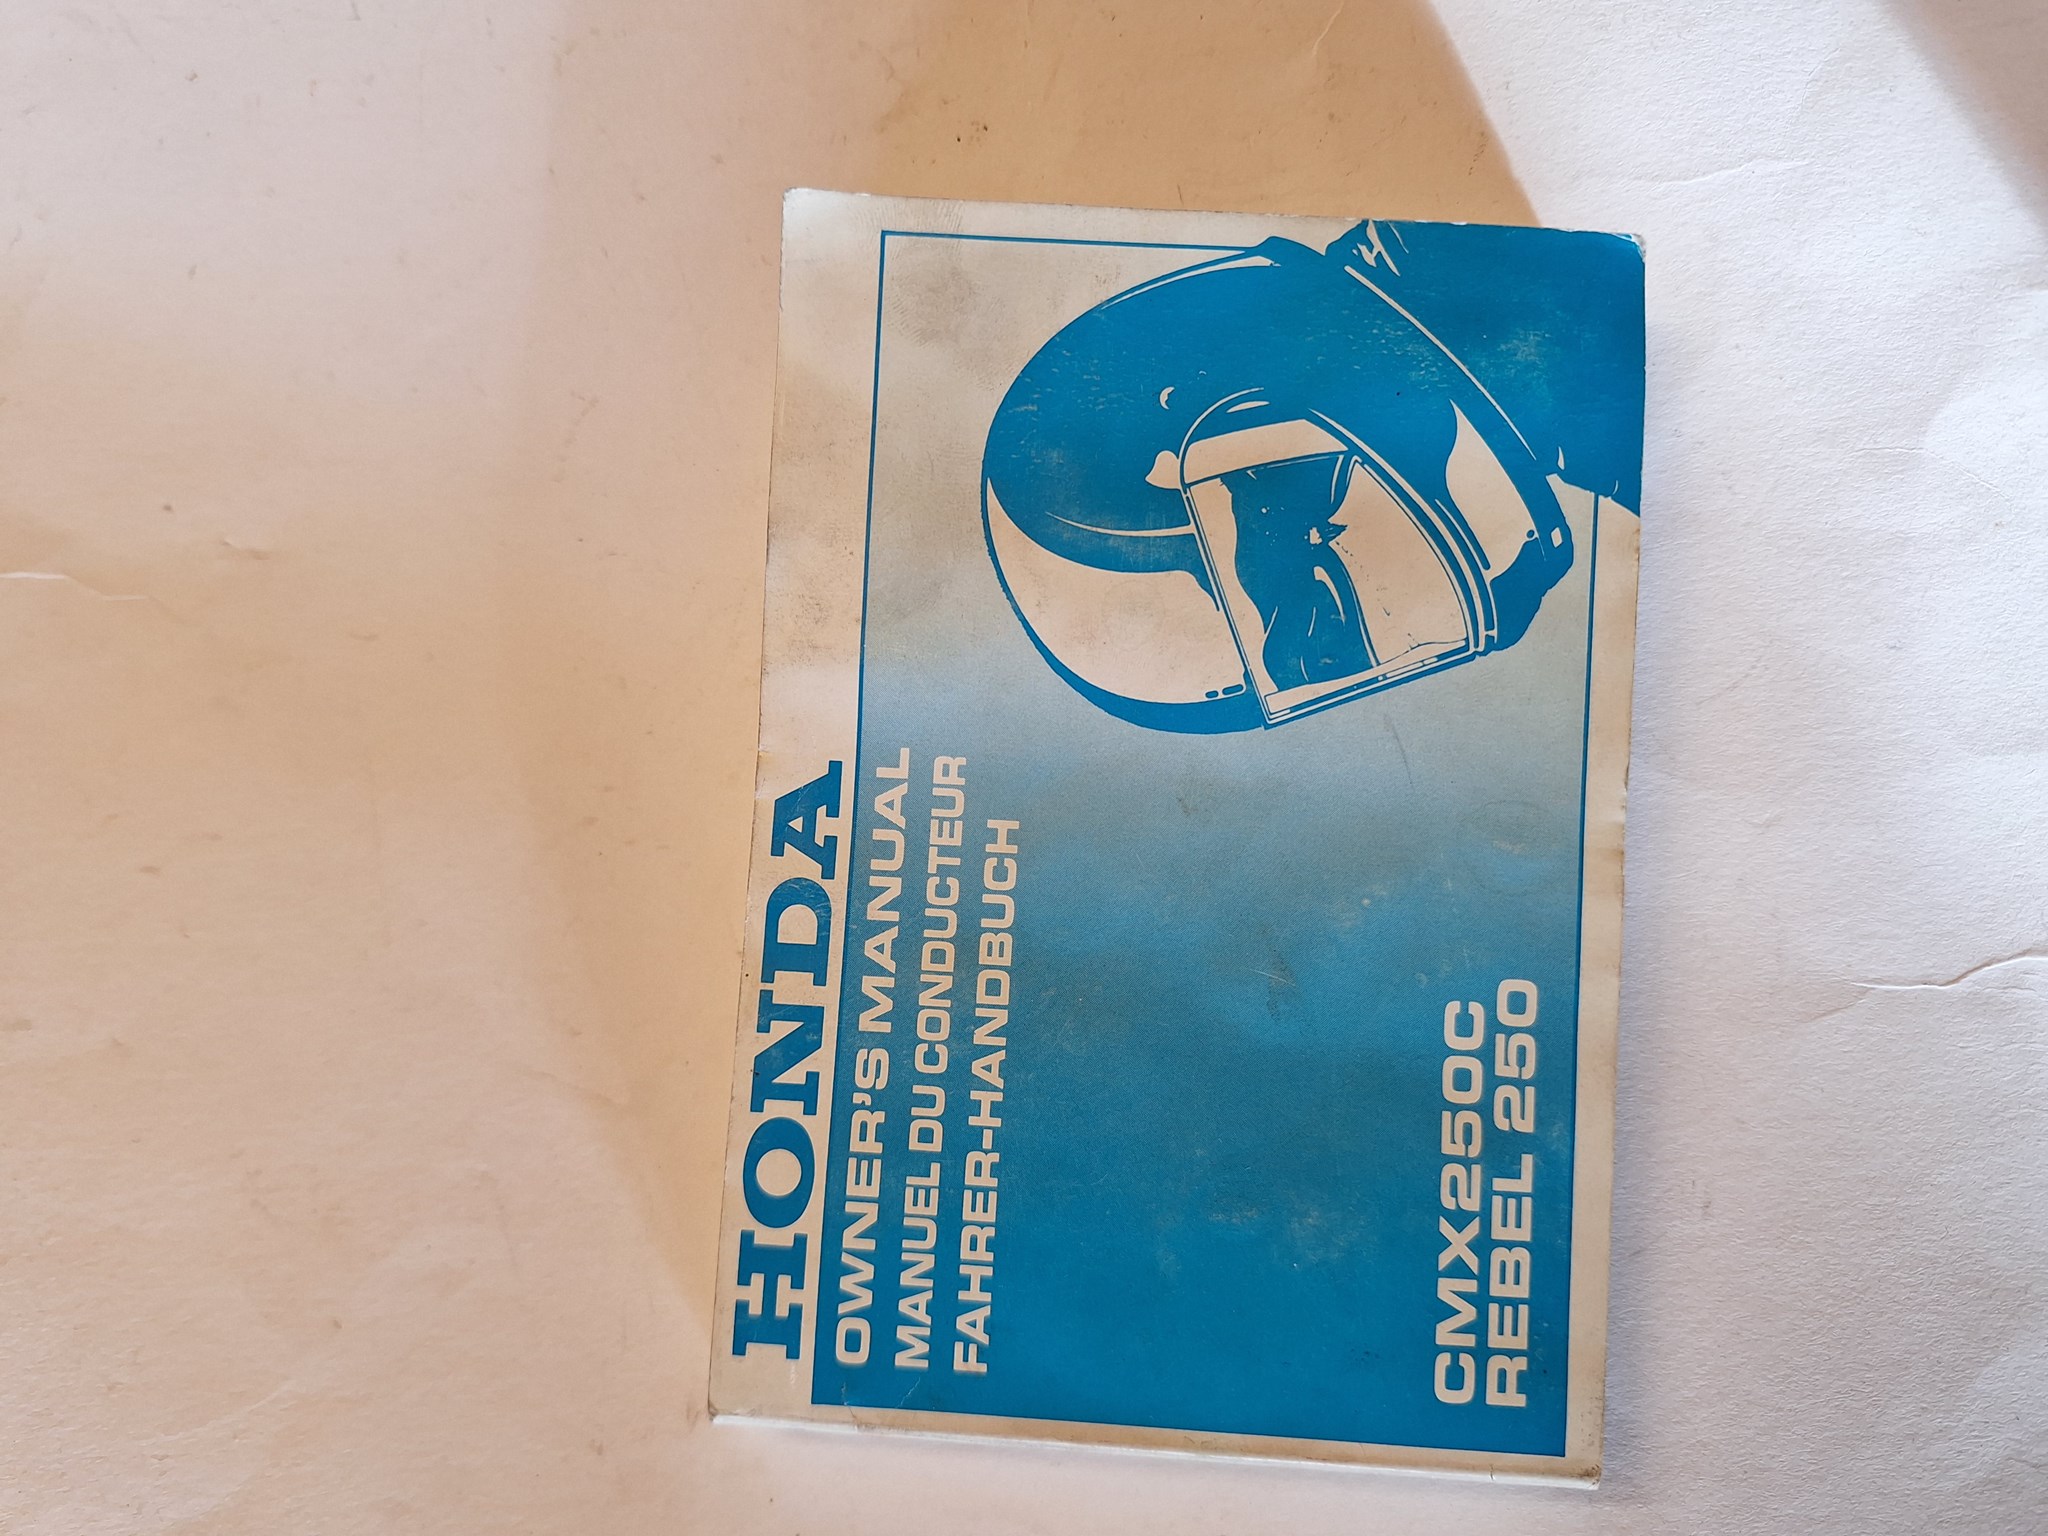 HONDA
OWNER'S MANUAL
MANUEL DU CONDUCTEUR
FAHRER-HANDBUCH
CMX250C
REBEL 250